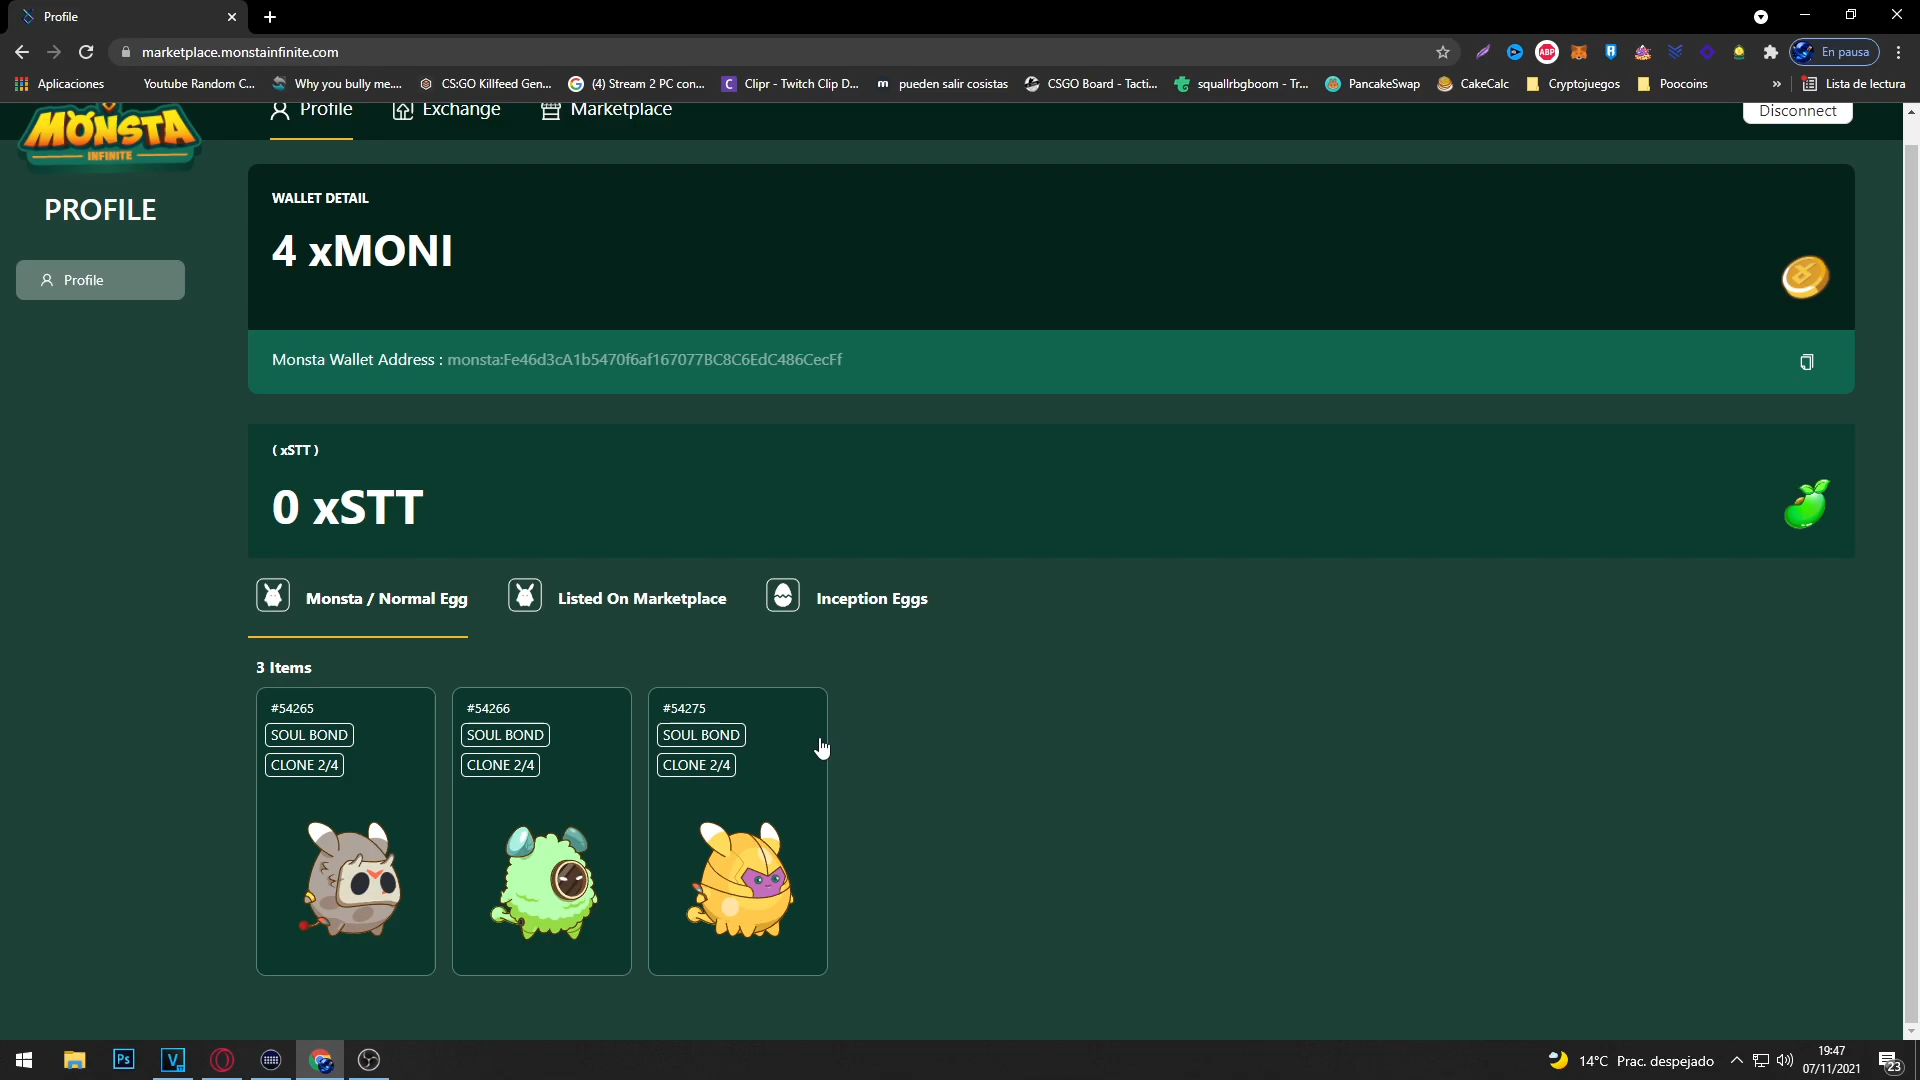 Profile
marketplace.monstainfinite.com
ABP
En pausa
Aplicaciones
Youtube Random C...
Why you bully me....
CS:GO Killfeed Gen...
(4) Stream 2 PC con...
Clipr - Twitch Clip D...
pueden salir cosistas
CSGO Board - Tacti...
squallrbgboom - Tr...
PancakeSwap
CakeCalc
Cryptojuegos
Poocoins
»
Lista de lectura
MONSTA
INFINITE
Profile
Exchange
Marketplace
Disconnect
PROFILE
Profile
WALLET DETAIL
4 xMONI
Monsta Wallet Address : monsta:Fe46d3cA1b5470f6af167077BC8C6EdC486CecFf
( xSTT )
0 xSTT
Monsta / Normal Egg
Listed On Marketplace
Inception Eggs
3 Items
#54265
SOUL BOND
CLONE 2/4
#54266
SOUL BOND
CLONE 2/4
#54275
SOUL BOND
CLONE 2/4
Ps
V
14°C Prac. despejado
19:47
07/11/2021
23